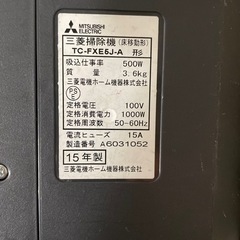 MITSUBISHI
ELECTRIC
三菱掃除機(床移動形)
TC-FXE5J-A 形
吸込仕事率 500W
質量 3.6kg
三菱電機ホーム機器株式会社
PS
E
定格電圧 100V
定格消費電力 1000W
定格周波数 50-60Hz
三菱電機ホーム機器株式会社
電流ヒューズ 15A
製造番号 A6031052
15年製